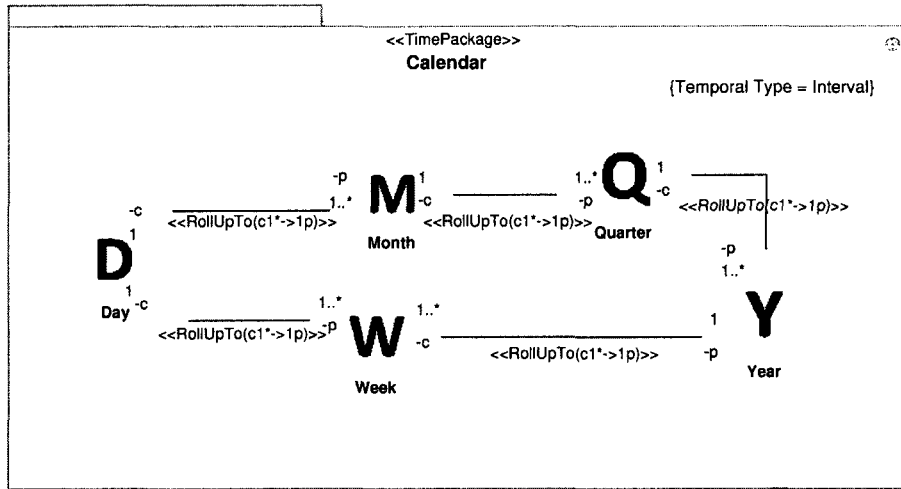 <<TimePackage>>
Calendar
{Temporal Type = Interval}
-p
M
1
1..*
-c
<<RollUpTo(c1*->1p)>>
Month
<<RollUpTo(c1*->1p)>>
1..*
-p
Q
1
-c
Quarter
<<RollUpTo(c1*->1p)>>
-c
1
D
1
-c
Day
<<RollUpTo(c1*->1p)>>
1..*
-p
W
1..*
-c
Week
<<RollUpTo(c1*->1p)>>
-p
1..*
1
-p
Y
Year